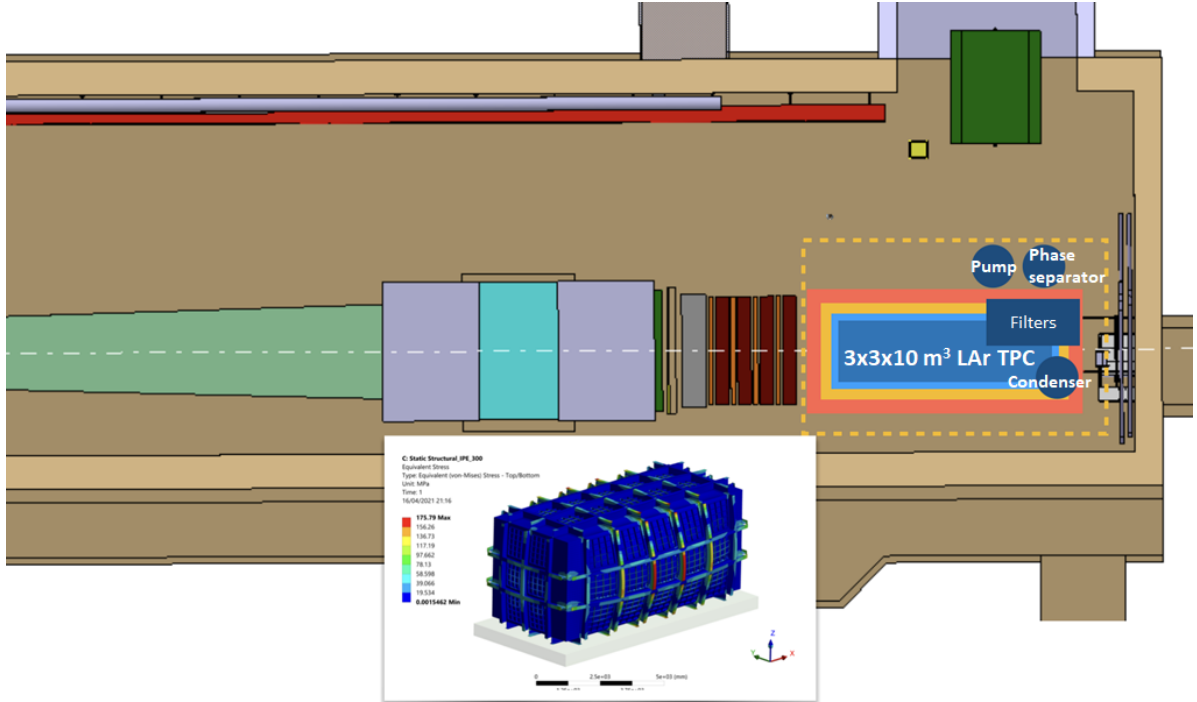 Pump
Phase
separator
Filters
3x3x10 m³ LAr TPC
Condenser
C: Static Structural_IPE_300
Equivalent Stress
Type: Equivalent (von-Mises) Stress - Top/Bottom
Unit: MPa
Time: 1
16/04/2021 21:16
175.79 Max
156.26
136.73
117.19
97.662
78.13
58.598
39.066
19.534
0.0015462 Min
Z
Y
X
0
2.5e+03
5e+03 (mm)